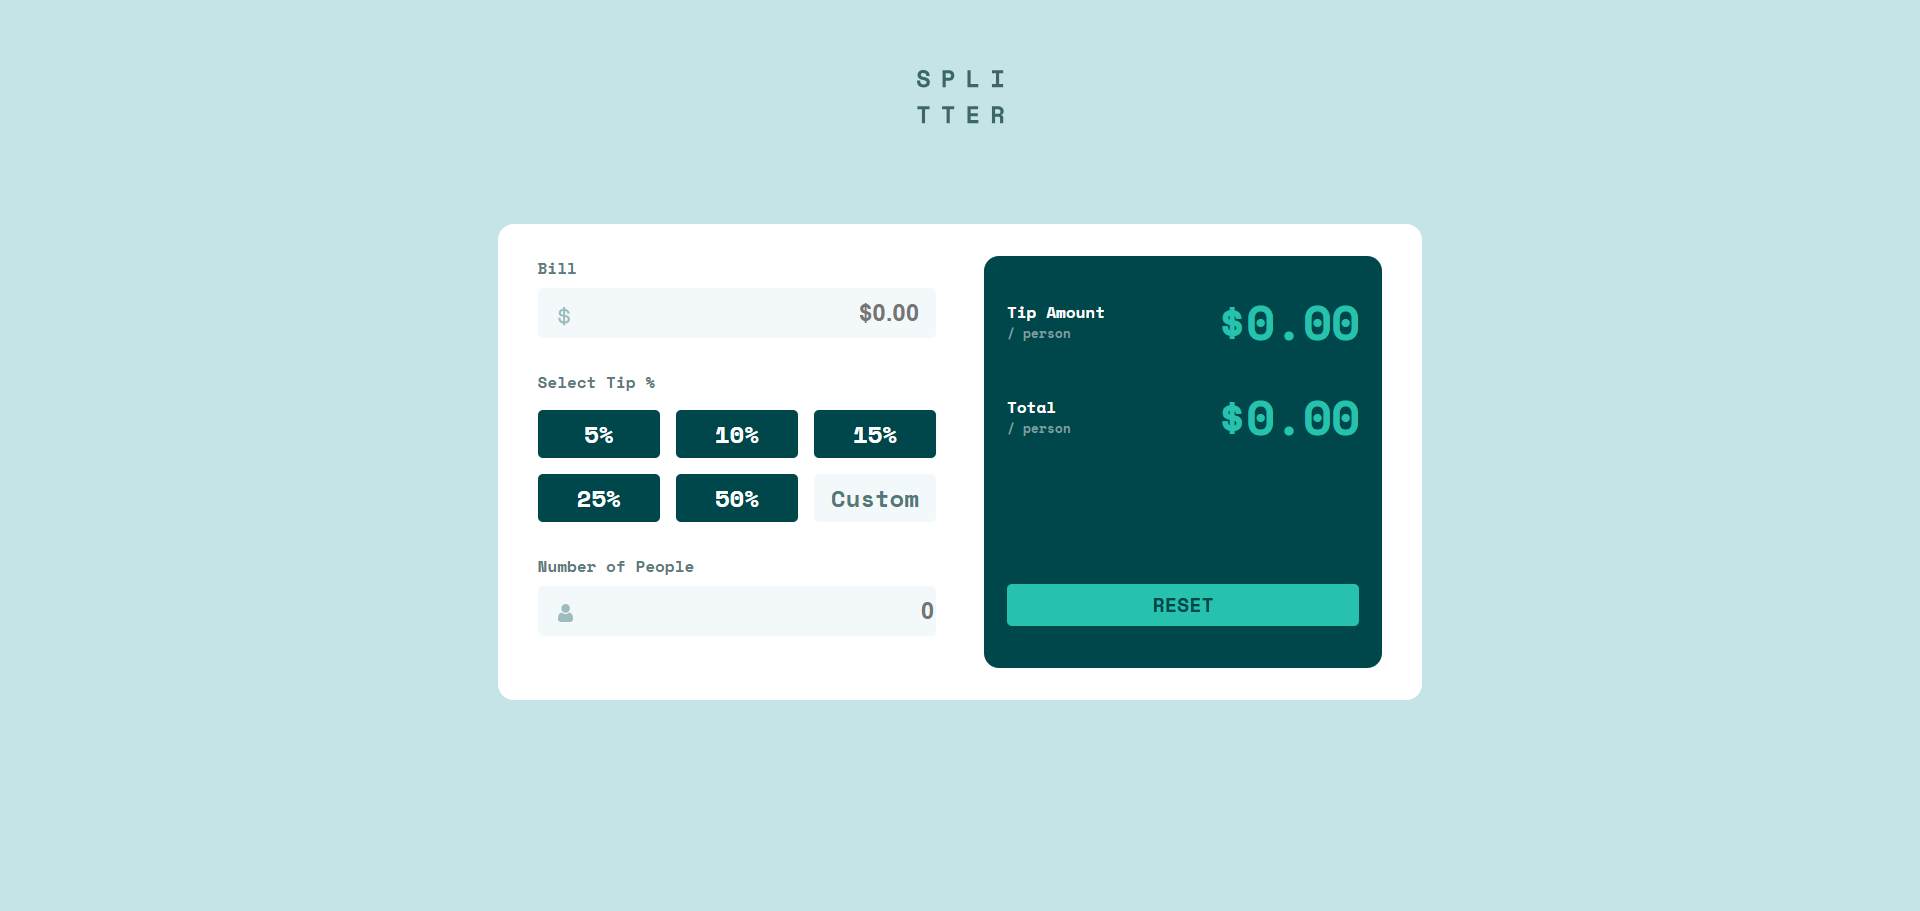 SPLI
TTER
Bill
$ $0.00
Select Tip %
5% 10% 15%
25% 50% Custom
Number of People
0
Tip Amount
/ person
$0.00
Total
/ person
$0.00
RESET